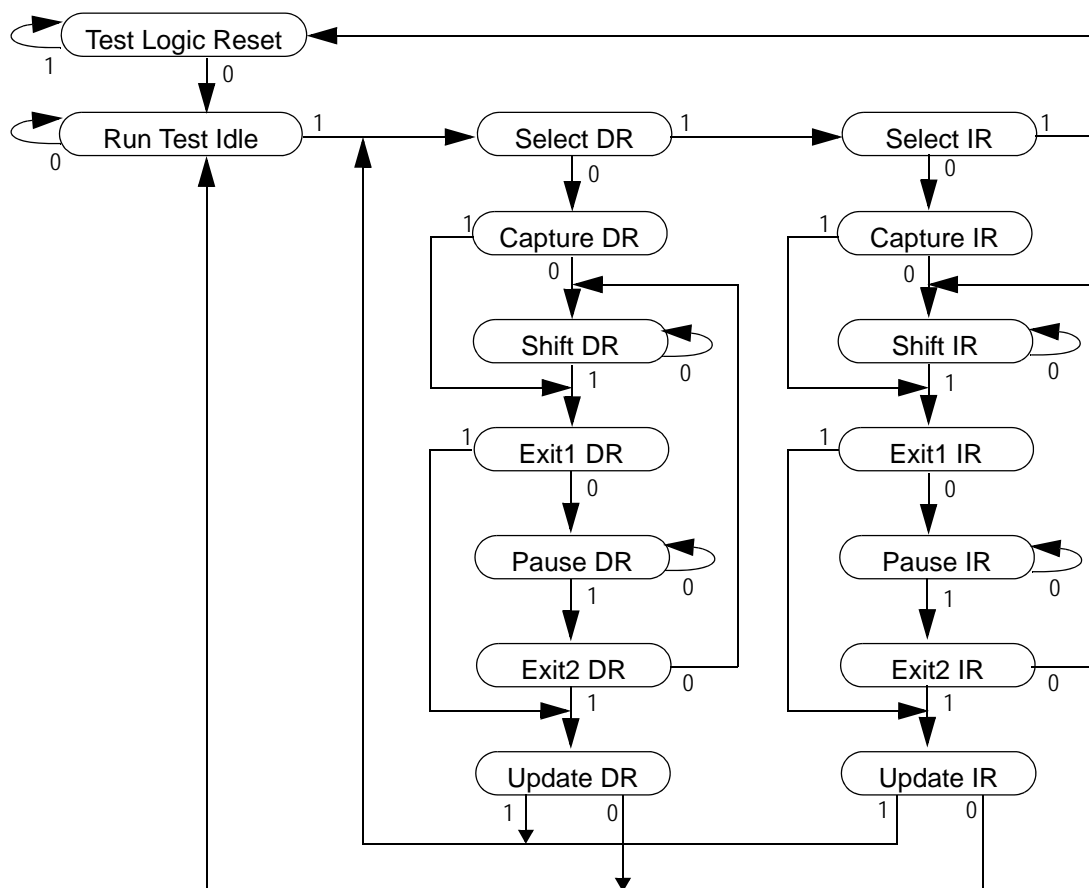 Test Logic Reset
1
0
Run Test Idle
1
Select DR
1
Select IR
1
0
0
0
1
Capture DR
1
Capture IR
0
0
Shift DR
Shift IR
0
0
1
1
1
Exit1 DR
1
Exit1 IR
0
0
Pause DR
Pause IR
0
0
1
1
Exit2 DR
Exit2 IR
0
0
1
1
Update DR
Update IR
1
0
1
0